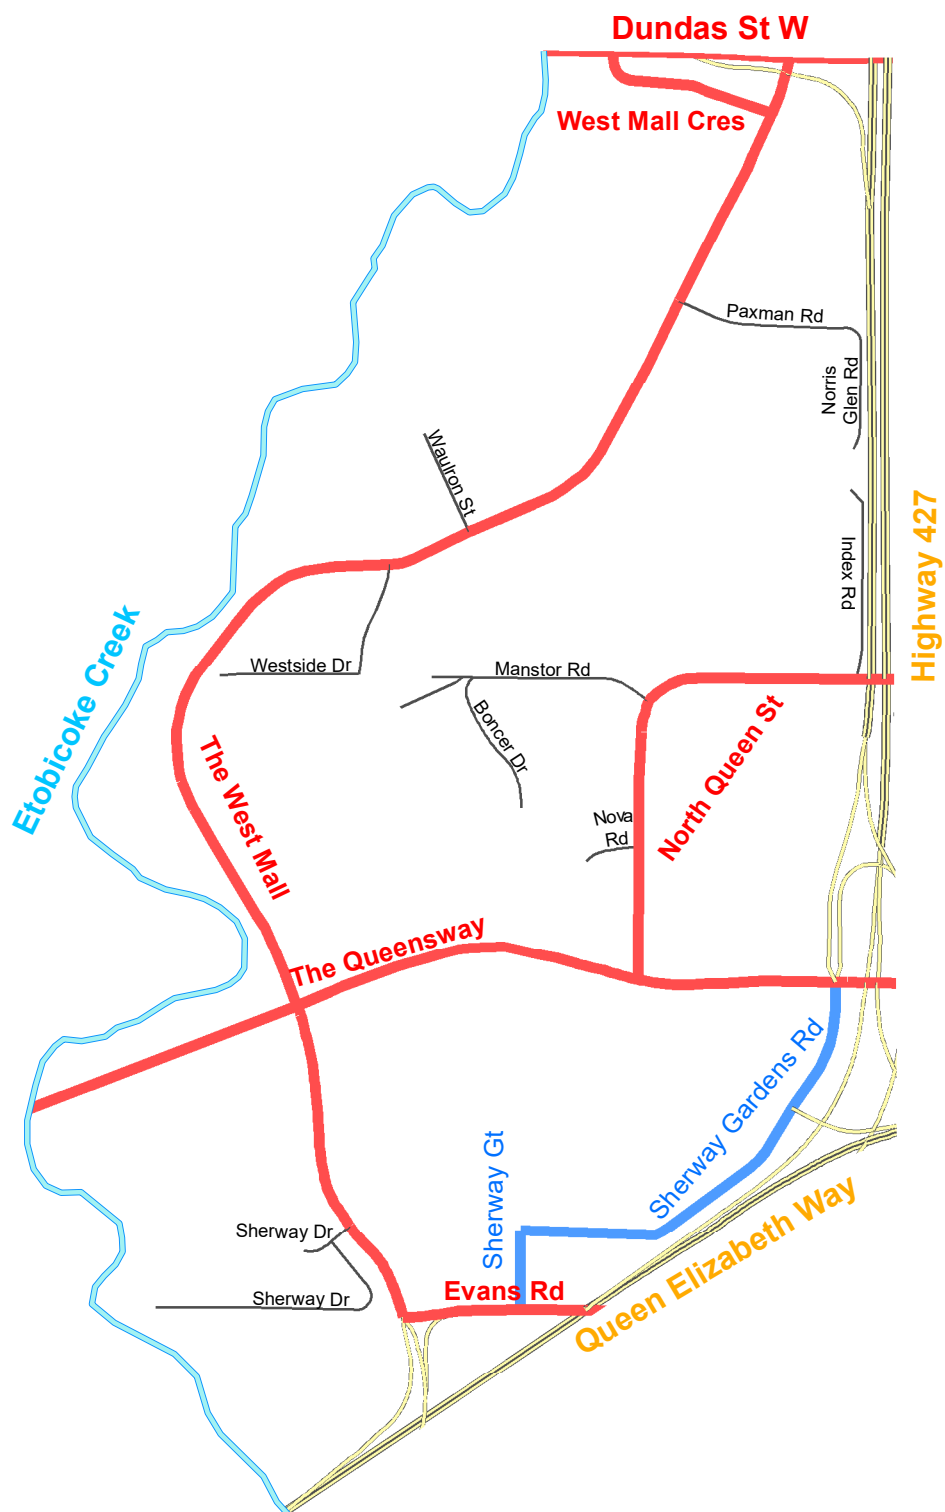 Dundas St W
West Mall Cres
Paxman Rd
Norris
Glen Rd
Waulron St
Highway 427
Index Rd
Etobicoke Creek
Westside Dr
Manstor Rd
Boncer Dr
North Queen St
The West Mall
Nova
Rd
The Queensway
Sherway Gardens Rd
Sherway Gt
Queen Elizabeth Way
Sherway Dr
Evans Rd
Sherway Dr